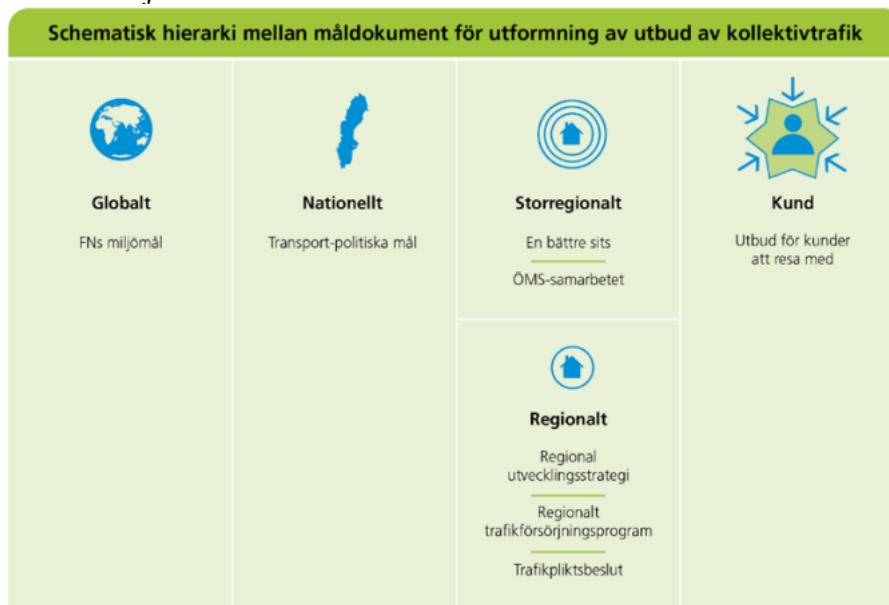 Schematisk hierarki mellan måldokument för utformning av utbud av kollektivtrafik
Globalt
FNs miljömål
Nationellt
Transport-politiska mål
Storregionalt
En bättre sits
ÖMS-samarbetet
Regionalt
Regional
utvecklingsstrategi
Regionalt
trafikförsörjningsprogram
Trafikpliktsbeslut
Kund
Utbud för kunder
att resa med